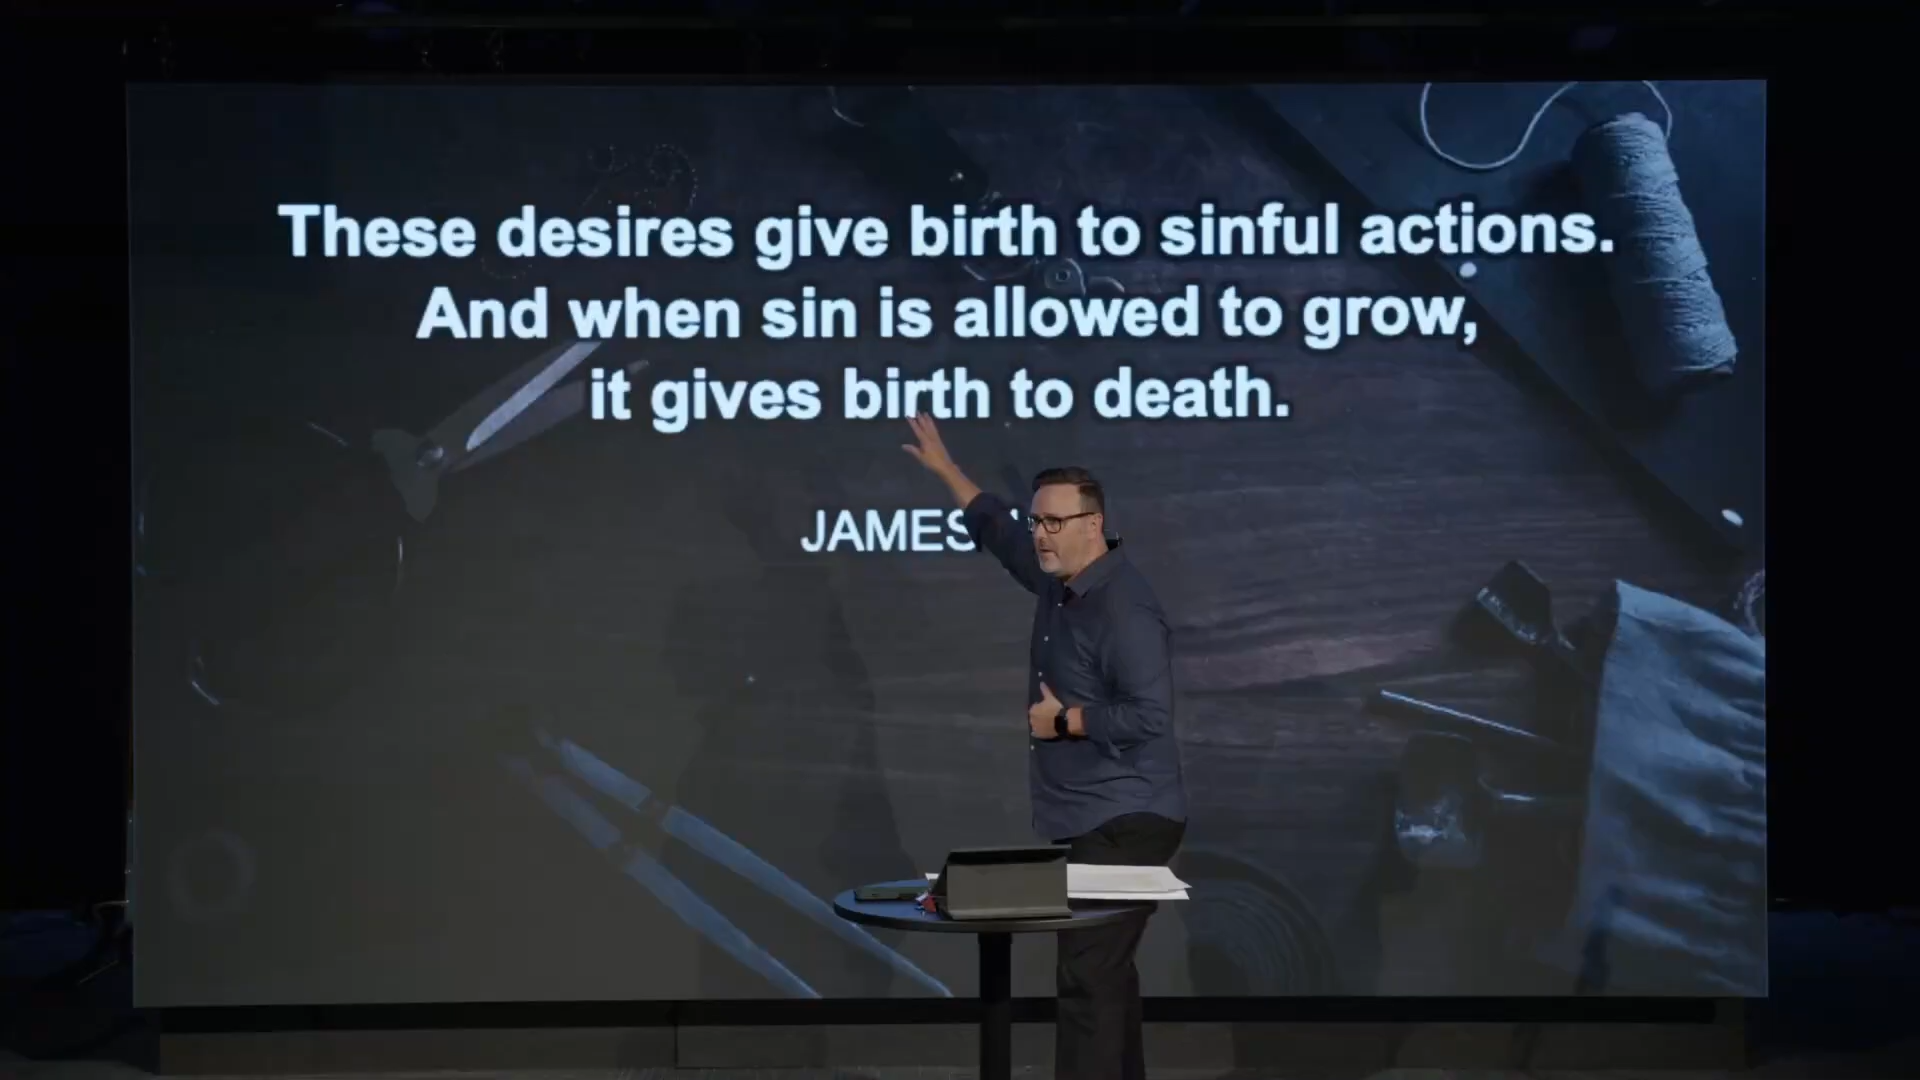 These desires give birth to sinful actions.
And when sin is allowed to grow,
it gives birth to death.
JAMES